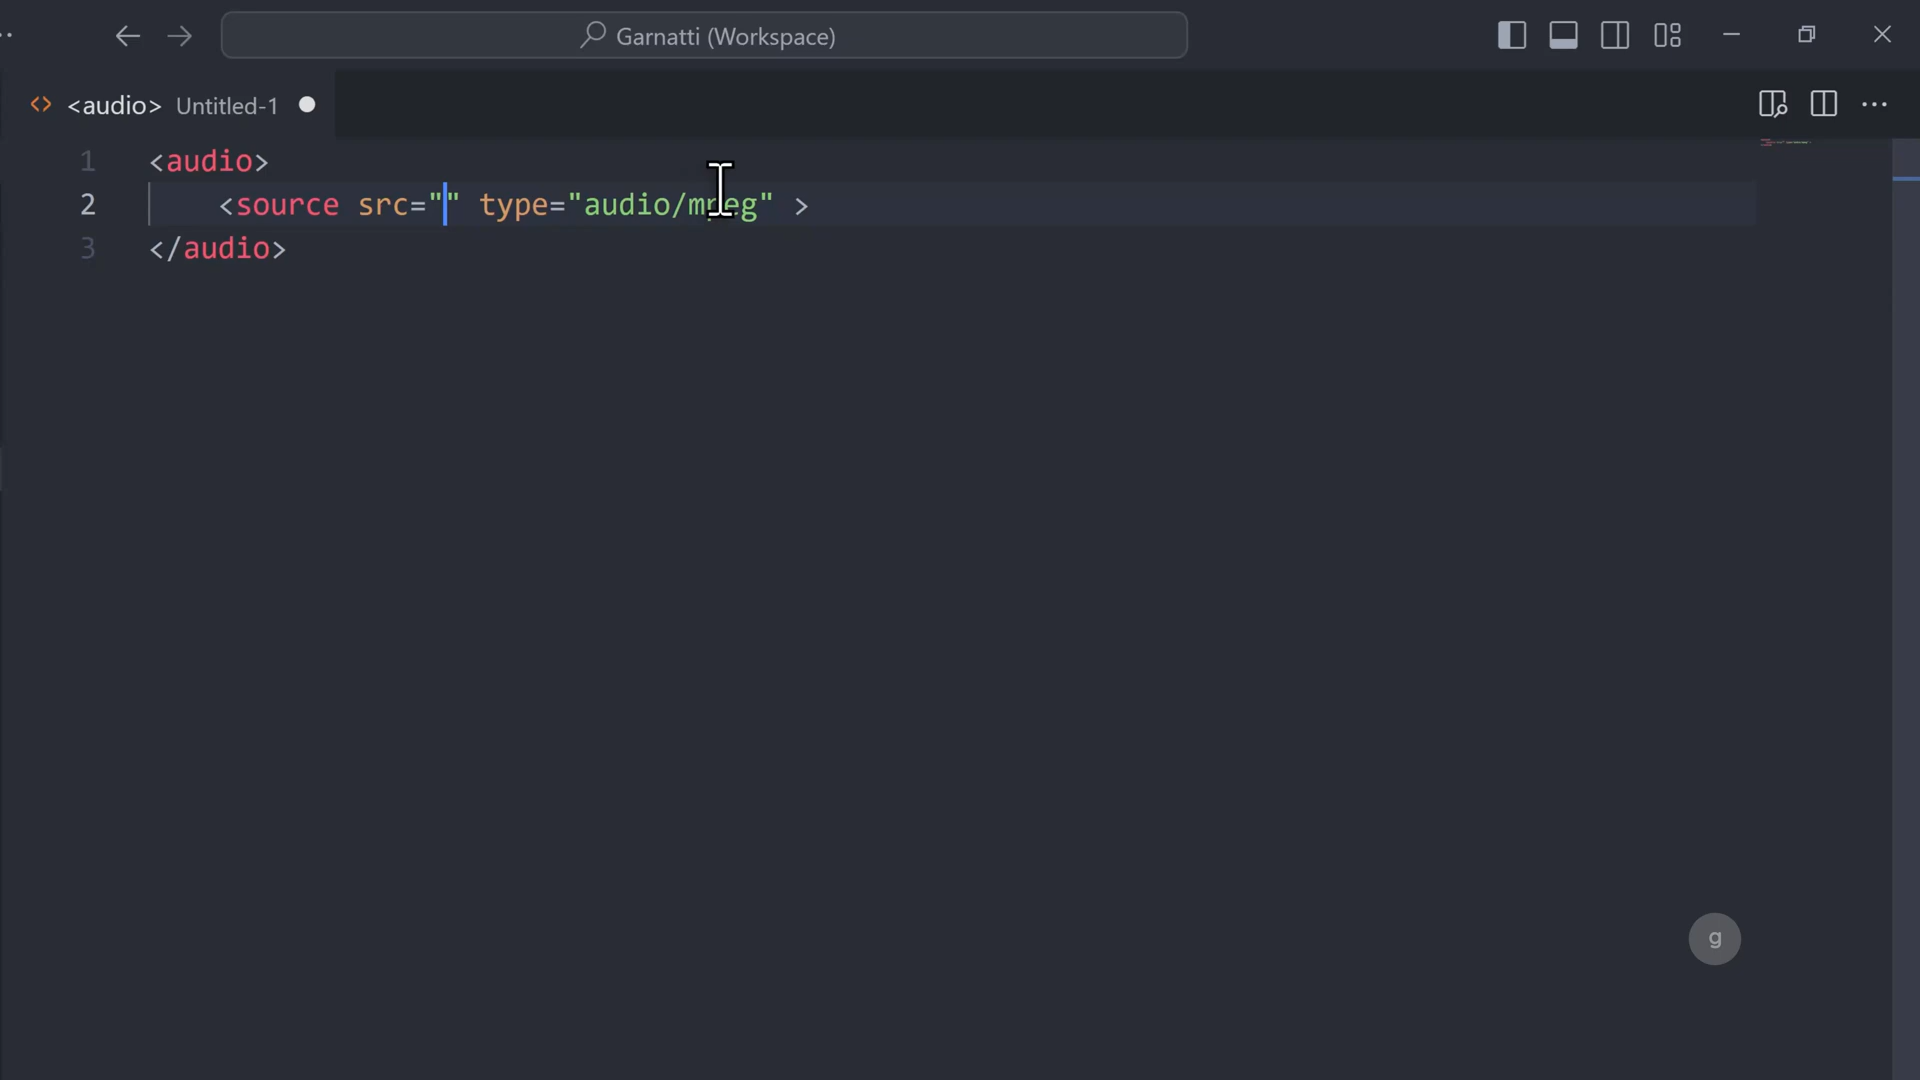 Garnatti (Workspace)
<audio> Untitled-1
1 <audio>
2 <source src="" type="audio/mpeg" >
3 </audio>
g